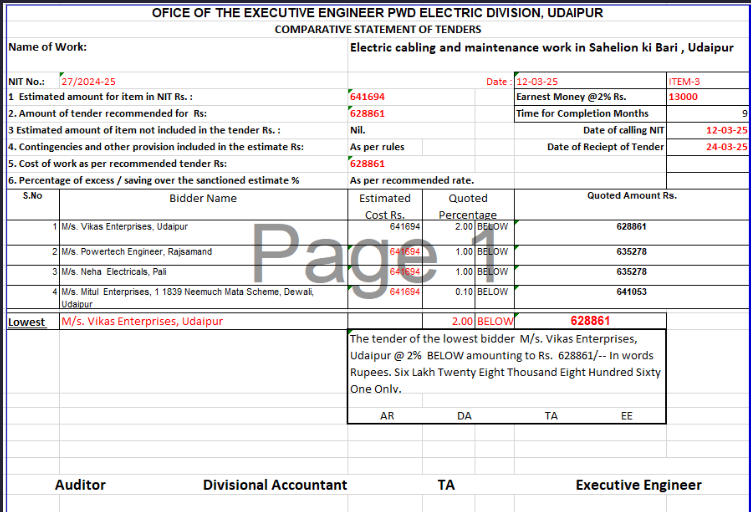 OFICE OF THE EXECUTIVE ENGINEER PWD ELECTRIC DIVISION, UDAIPUR
COMPARATIVE STATEMENT OF TENDERS
Name of Work: Electric cabling and maintenance work in Sahelion ki Bari , Udaipur
NIT No.: 27/2024-25 Date : 12-03-25 ITEM-3
1 Estimated amount for item in NIT Rs. : 641694 Earnest Money @2% Rs. 13000
2. Amount of tender recommended for Rs: 628861 Time for Completion Months 9
3 Estimated amount of item not included in the tender Rs. : Nil. Date of calling NIT 12-03-25
4. Contingencies and other provision included in the estimate Rs: As per rules Date of Reciept of Tender 24-03-25
5. Cost of work as per recommended tender Rs: 628861
6. Percentage of excess / saving over the sanctioned estimate % As per recommended rate.
S.No Bidder Name Estimated Cost Rs. Quoted Percentage Quoted Amount Rs.
1 M/s. Vikas Enterprises, Udaipur 641694 2.00 BELOW 628861
2 M/s. Powertech Engineer, Rajsamand 641694 1.00 BELOW 635278
3 M/s. Neha Electricals, Pali 641694 1.00 BELOW 635278
4 M/s. Mitul Enterprises, 1 1839 Neemuch Mata Scheme, Dewali, Udaipur 641694 0.10 BELOW 641053
Page 1
Lowest M/s. Vikas Enterprises, Udaipur 2.00 BELOW 628861
The tender of the lowest bidder M/s. Vikas Enterprises,
Udaipur @ 2% BELOW amounting to Rs. 628861/-- In words
Rupees. Six Lakh Twenty Eight Thousand Eight Hundred Sixty
One Only.
AR DA TA EE
Auditor Divisional Accountant TA Executive Engineer